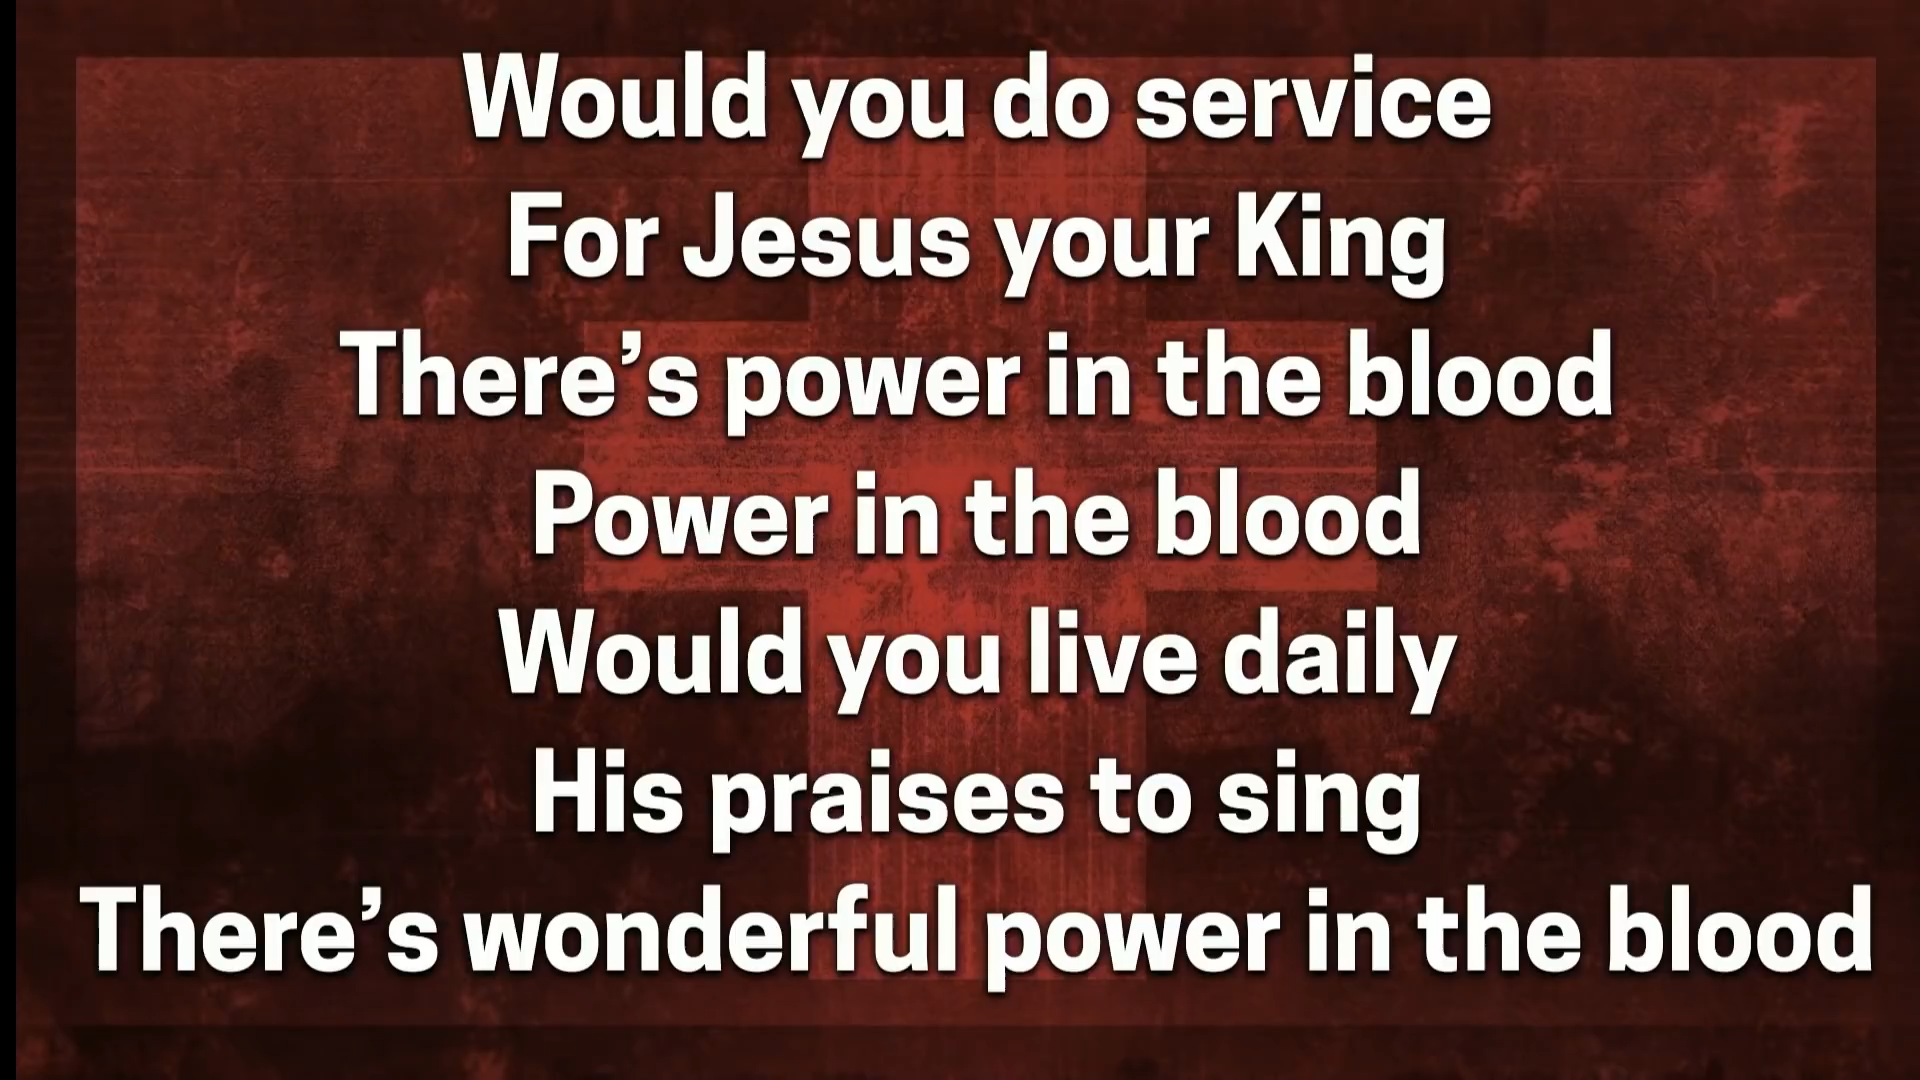 Would you do service
For Jesus your King
There’s power in the blood
Power in the blood
Would you live daily
His praises to sing
There’s wonderful power in the blood